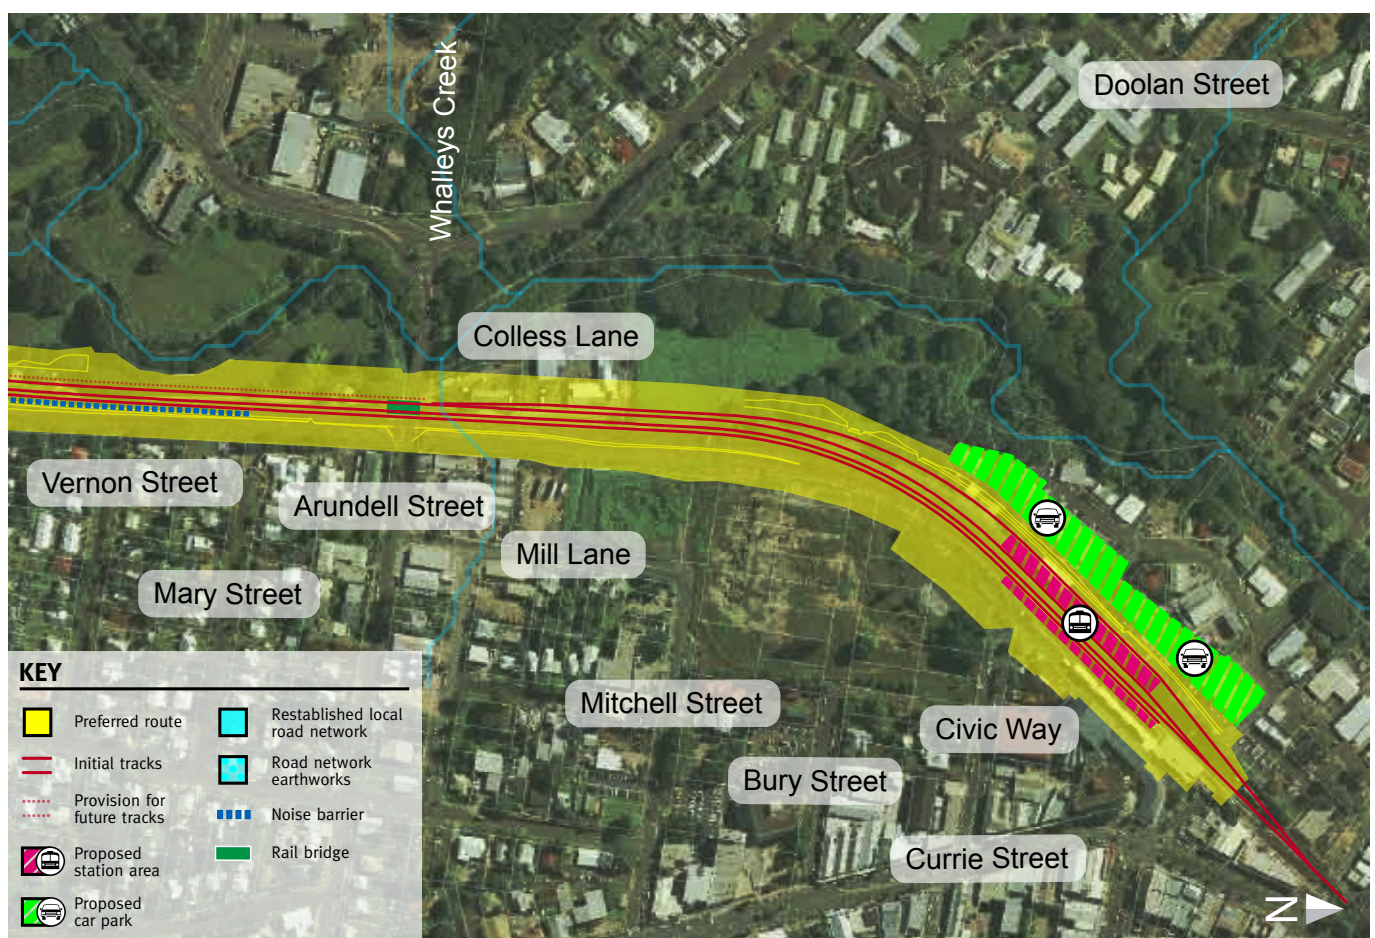 Doolan Street
Whalleys Creek
Colless Lane
Vernon Street
Arundell Street
Mill Lane
Mary Street
Mitchell Street
Civic Way
Bury Street
Currie Street
KEY
Preferred route
Initial tracks
Provision for
future tracks
Proposed
station area
Proposed
car park
Restablished local
road network
Road network
earthworks
Noise barrier
Rail bridge
N